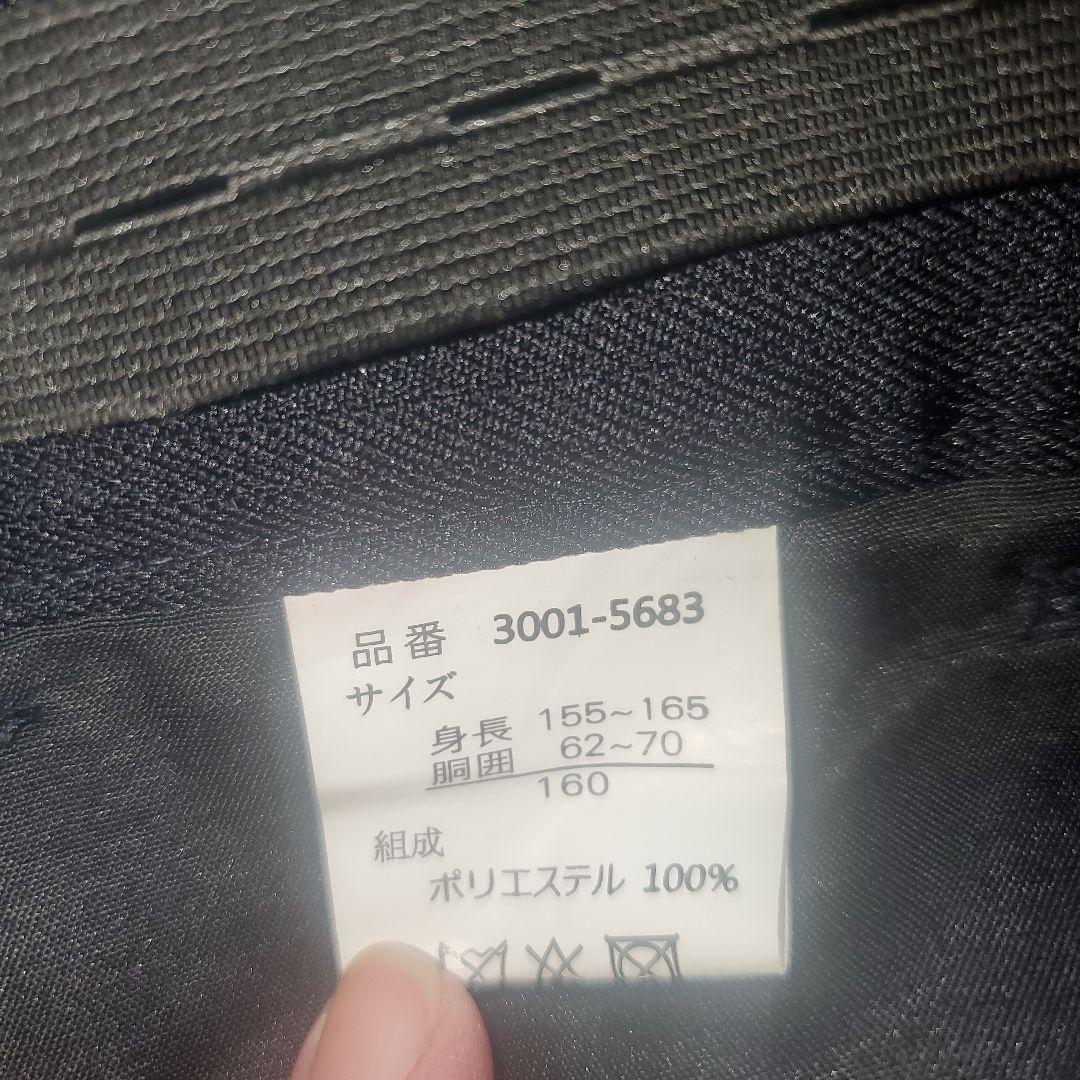 品番 3001-5683
サイズ
身長 155~165
胴囲 62~70
160
組成
ポリエステル 100%